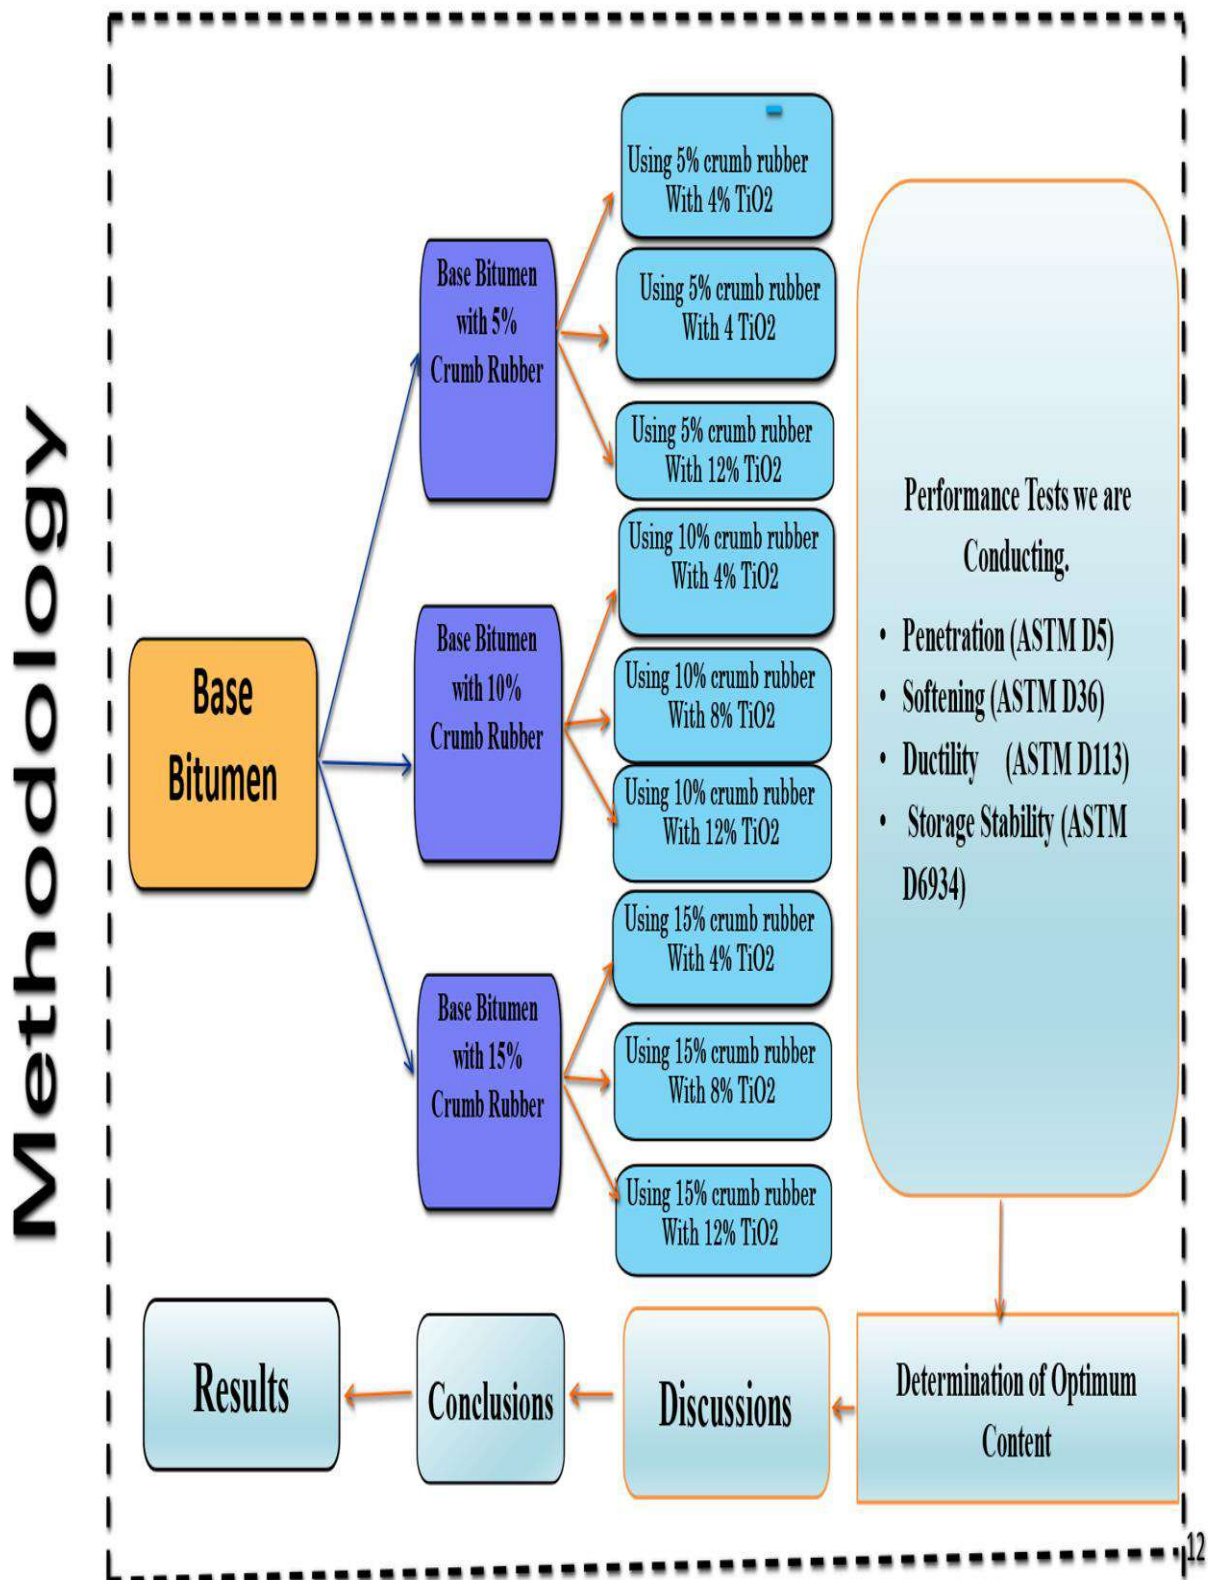 Methodology
Base
Bitumen
Base Bitumen
with 5%
Crumb Rubber
Base Bitumen
with 10%
Crumb Rubber
Base Bitumen
with 15%
Crumb Rubber
Using 5% crumb rubber
With 4% TiO2
Using 5% crumb rubber
With 4 TiO2
Using 5% crumb rubber
With 12% TiO2
Using 10% crumb rubber
With 4% TiO2
Using 10% crumb rubber
With 8% TiO2
Using 10% crumb rubber
With 12% TiO2
Using 15% crumb rubber
With 4% TiO2
Using 15% crumb rubber
With 8% TiO2
Using 15% crumb rubber
With 12% TiO2
Performance Tests we are
Conducting.
• Penetration (ASTM D5)
• Softening (ASTM D36)
• Ductility (ASTM D113)
• Storage Stability (ASTM
D6934)
Determination of Optimum
Content
Discussions
Conclusions
Results
12